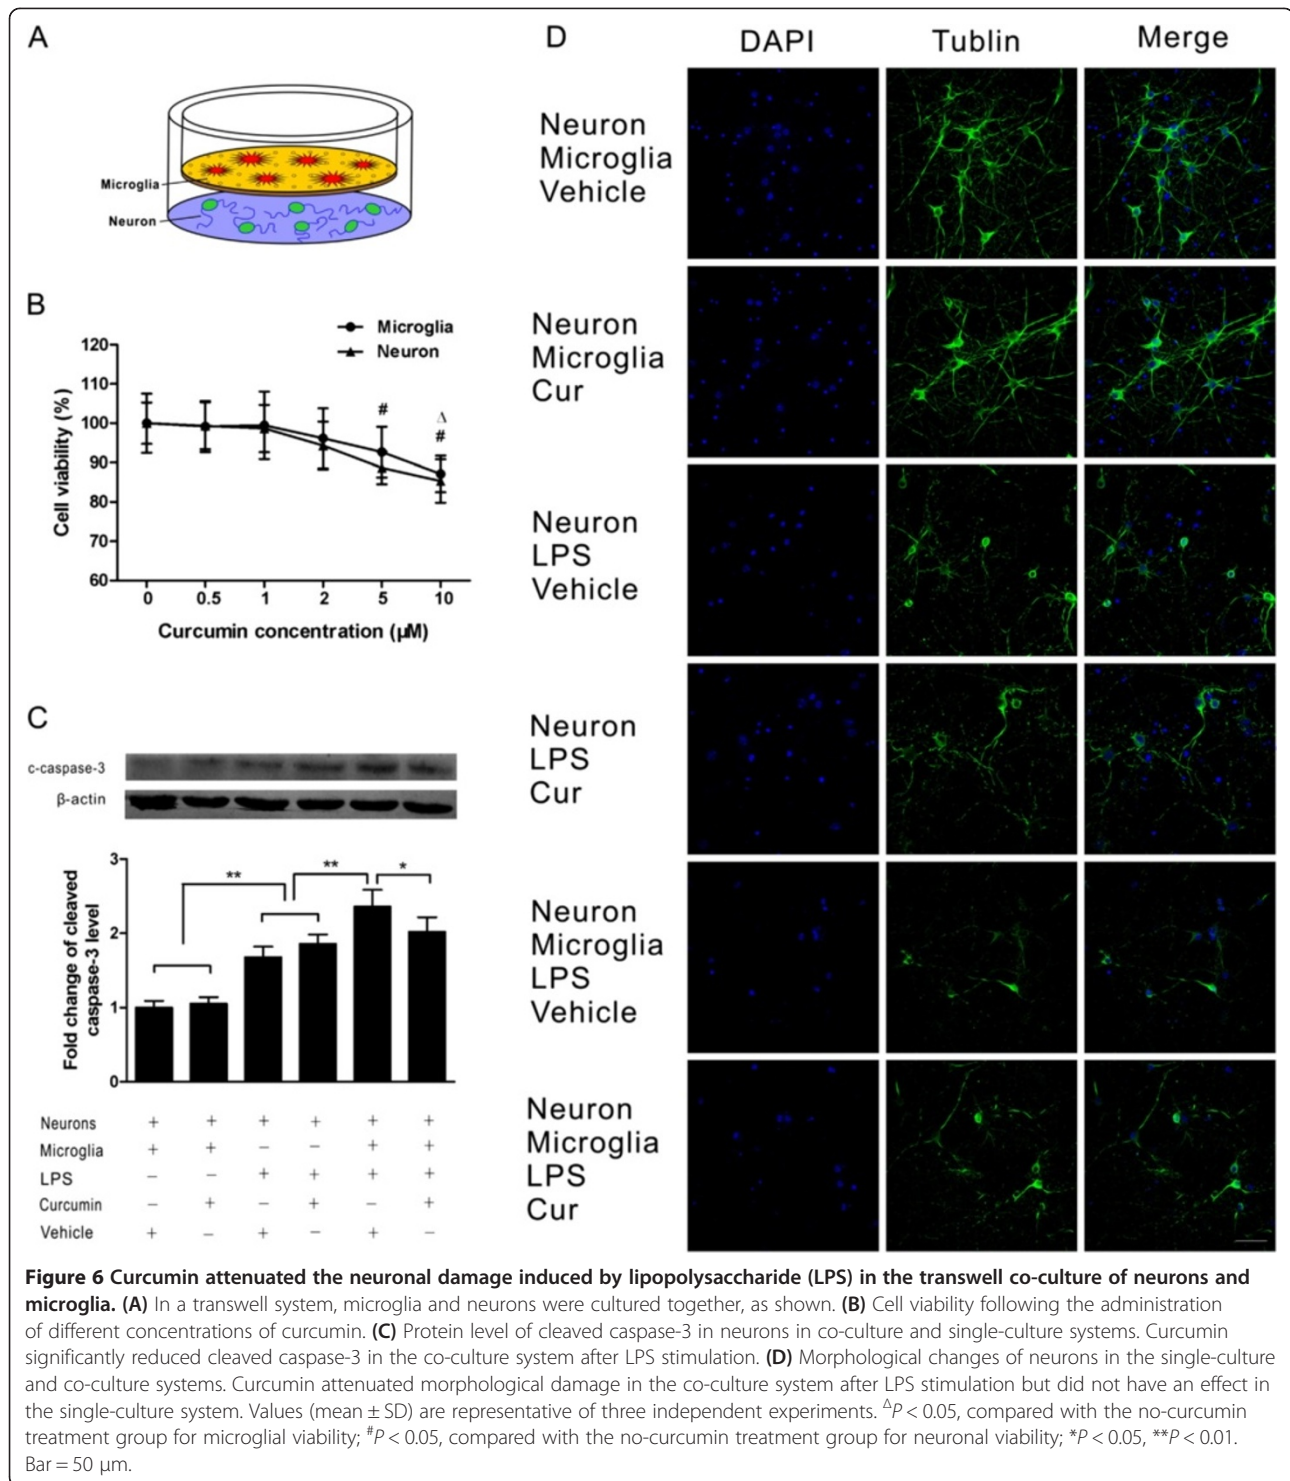 A
Microglia
Neuron
B
Microglia
Neuron
Cell viability (%)
120
110
100
90
80
70
60
#
Δ
#
0 0.5 1 2 5 10
Curcumin concentration (µM)
C
c-caspase-3
β-actin
Fold change of cleaved
caspase-3 level
3
2
1
0
** ** *
Neurons + + + + + +
Microglia + + – – + +
LPS – – + + + +
Curcumin – + – + – +
Vehicle + – + – + –
D
DAPI Tublin Merge
Neuron
Microglia
Vehicle
Neuron
Microglia
Cur
Neuron
LPS
Vehicle
Neuron
LPS
Cur
Neuron
Microglia
LPS
Vehicle
Neuron
Microglia
LPS
Cur
Figure 6 Curcumin attenuated the neuronal damage induced by lipopolysaccharide (LPS) in the transwell co-culture of neurons and
microglia. (A) In a transwell system, microglia and neurons were cultured together, as shown. (B) Cell viability following the administration
of different concentrations of curcumin. (C) Protein level of cleaved caspase-3 in neurons in co-culture and single-culture systems. Curcumin
significantly reduced cleaved caspase-3 in the co-culture system after LPS stimulation. (D) Morphological changes of neurons in the single-culture
and co-culture systems. Curcumin attenuated morphological damage in the co-culture system after LPS stimulation but did not have an effect in
the single-culture system. Values (mean ± SD) are representative of three independent experiments. ΔP < 0.05, compared with the no-curcumin
treatment group for microglial viability; #P < 0.05, compared with the no-curcumin treatment group for neuronal viability; *P < 0.05, **P < 0.01.
Bar = 50 µm.